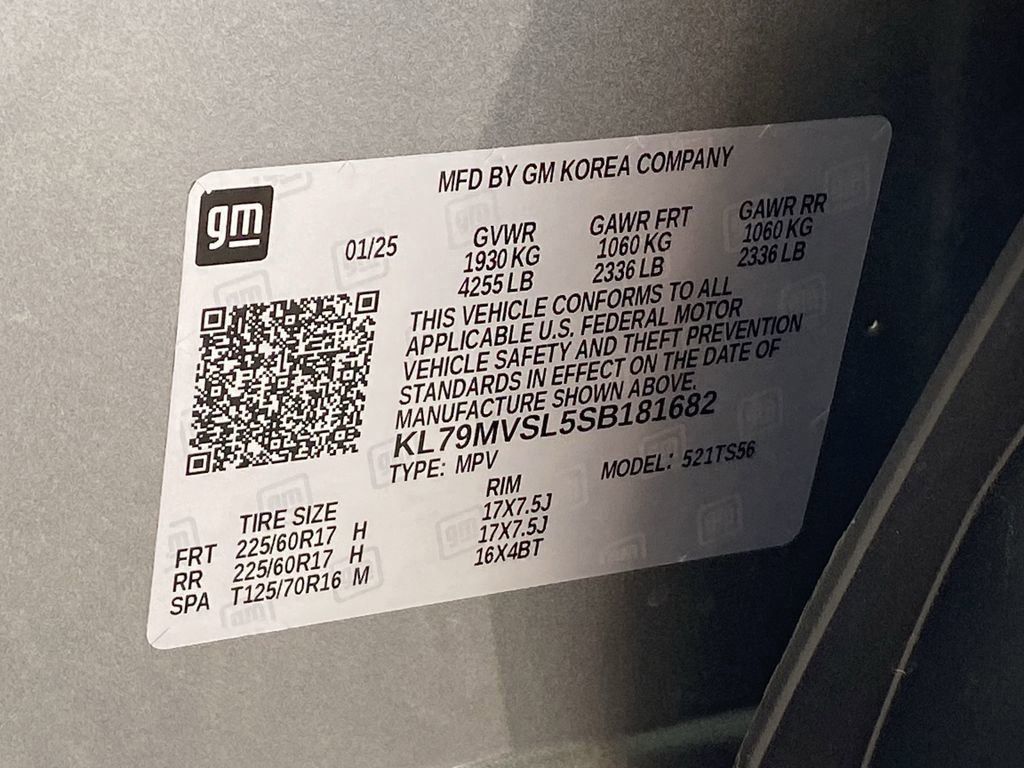 gm
MFD BY GM KOREA COMPANY
01/25
GVWR GAWR FRT GAWR RR
1930 KG 1060 KG 1060 KG
4255 LB 2336 LB 2336 LB
THIS VEHICLE CONFORMS TO ALL
APPLICABLE U.S. FEDERAL MOTOR
VEHICLE SAFETY AND THEFT PREVENTION
STANDARDS IN EFFECT ON THE DATE OF
MANUFACTURE SHOWN ABOVE.
KL79MVSL5SB181682
TYPE: MPV MODEL: 521TS56
TIRE SIZE RIM
FRT 225/60R17 H 17X7.5J
RR 225/60R17 H 17X7.5J
SPA T125/70R16 M 16X4BT